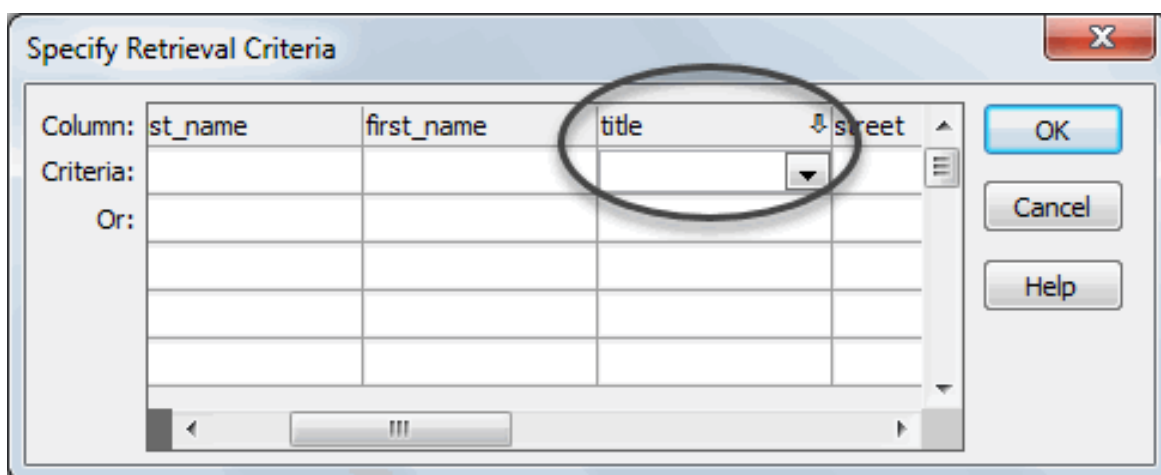 Specify Retrieval Criteria
Column: st_name first_name title street
Criteria:
Or:
OK
Cancel
Help